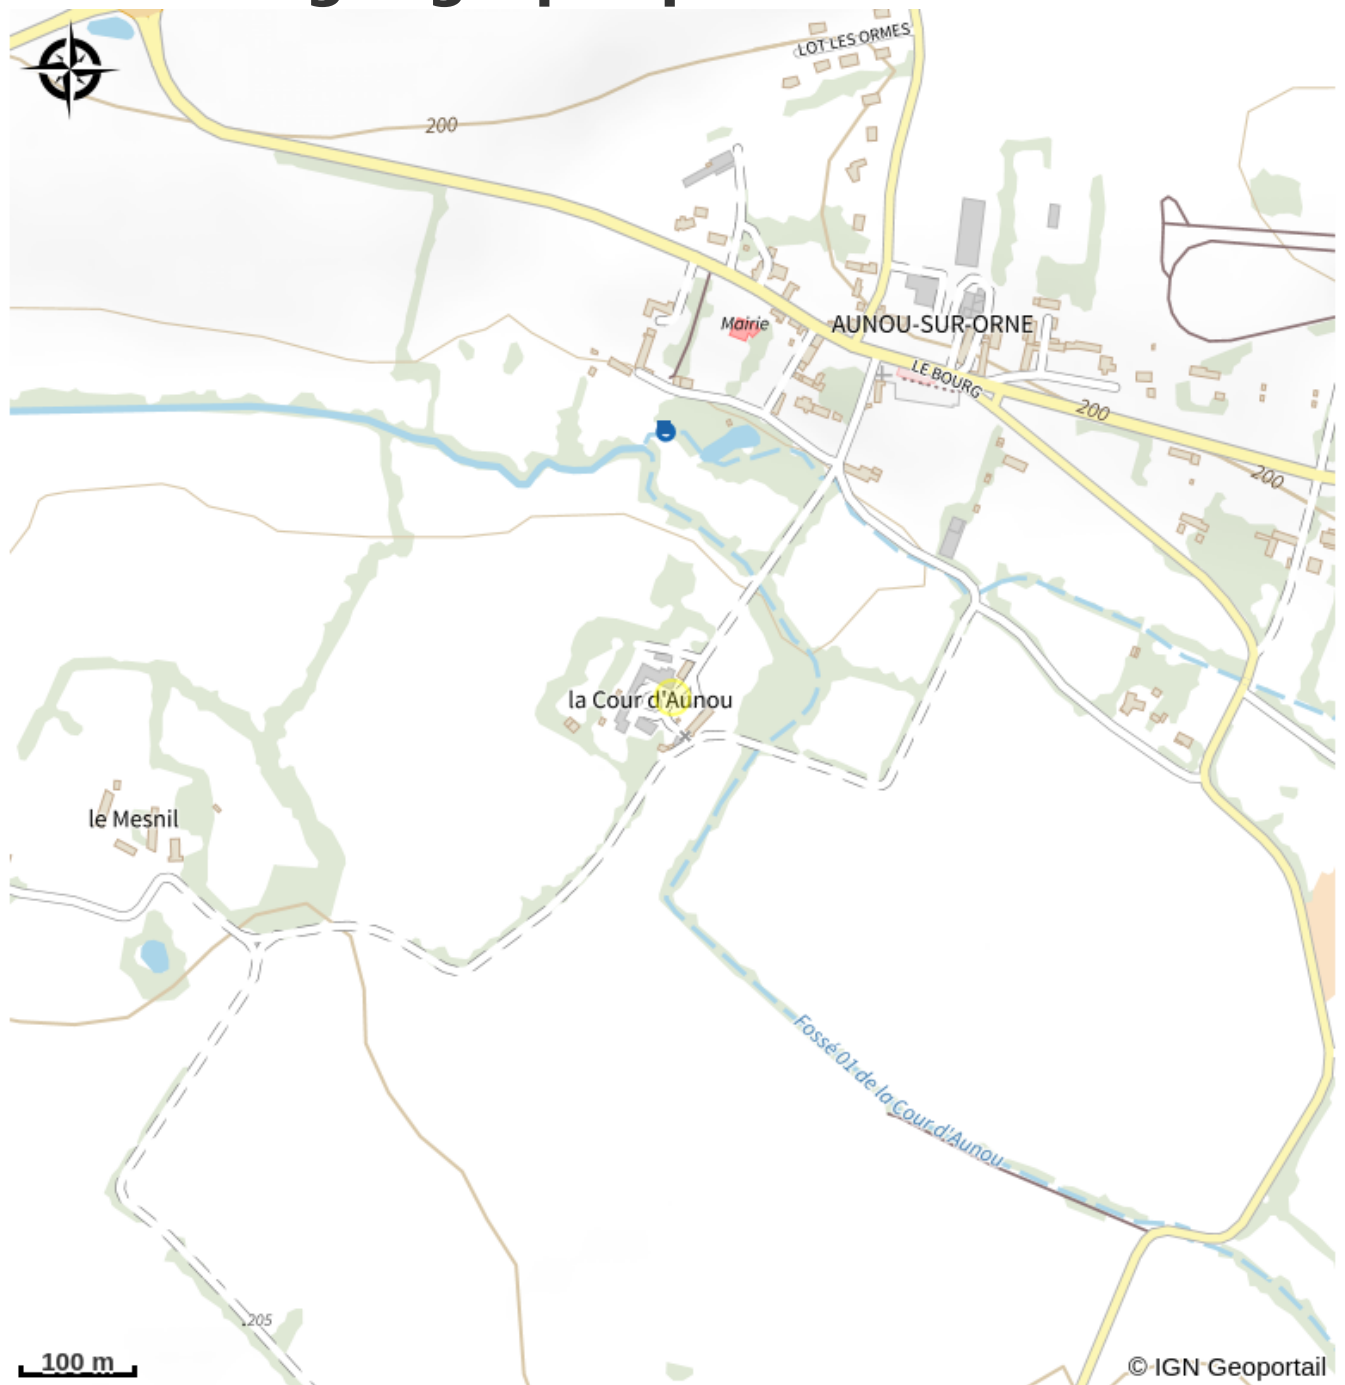 LOT LES ORMES
200
Mairie
AUNOU-SUR-ORNE
LE BOURG
200
200
la Cour d'Aunou
le Mesnil
Fossé 01 de la Cour d'Aunou
.205
100 m
© IGN Geoportail